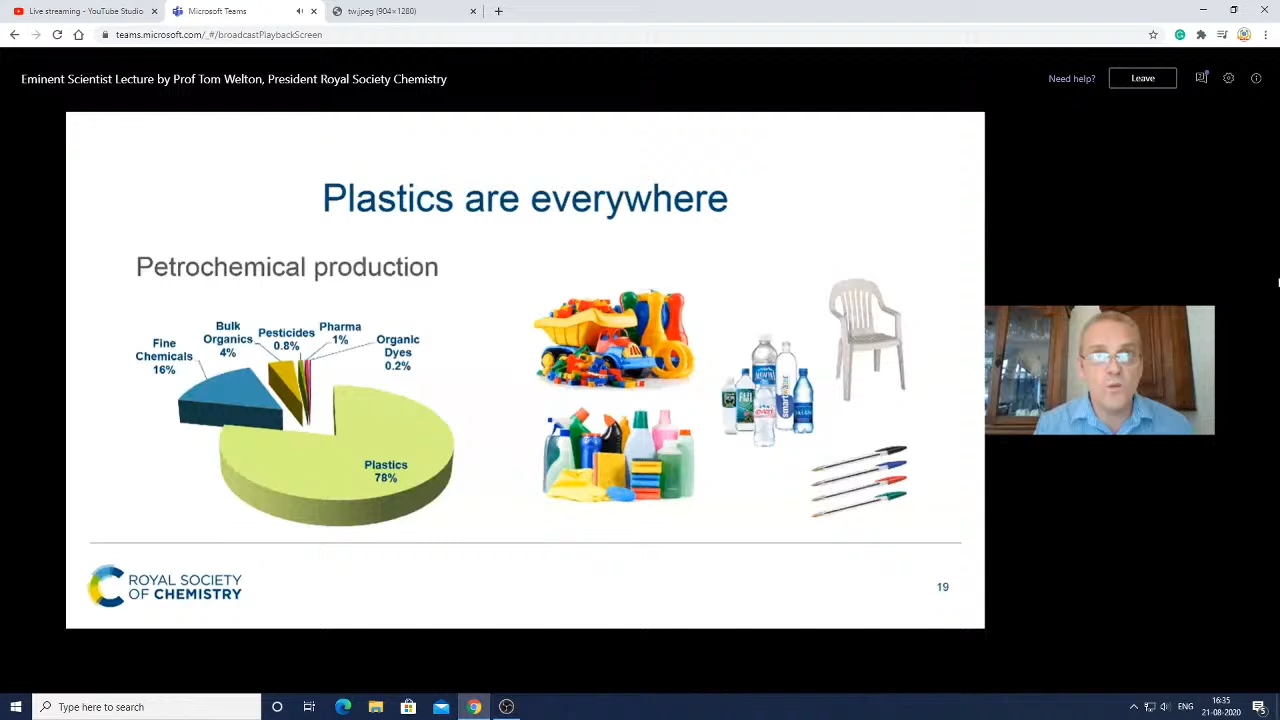 Live streaming - YouTube Studio
Microsoft Teams
tw.jpeg (904×1280)
teams.microsoft.com/_#/broadcastPlaybackScreen
Eminent Scientist Lecture by Prof Tom Welton, President Royal Society Chemistry
Need help?
Leave
Plastics are everywhere
Petrochemical production
Fine
Chemicals
16%
Bulk
Organics
4%
Pesticides
0.8%
Pharma
1%
Organic
Dyes
0.2%
Plastics
78%
FIJI
smartwater
ROYAL SOCIETY
OF CHEMISTRY
19
Type here to search
ENG
16:35
21-08-2020